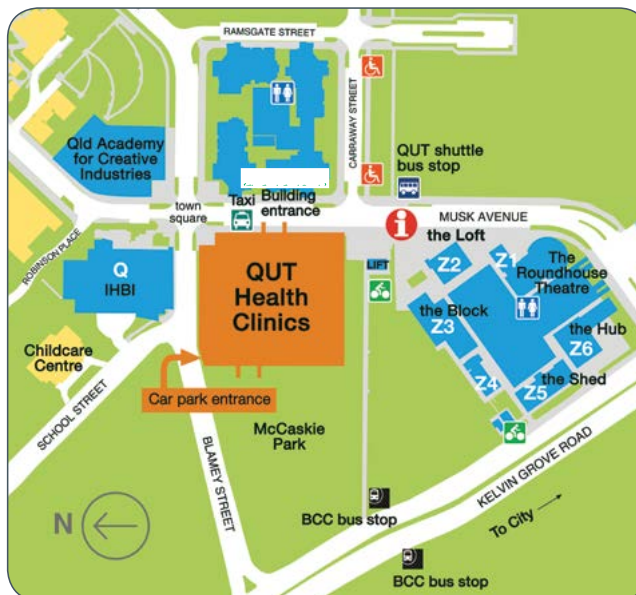 RAMSGATE STREET
CARRAWAY STREET
Qld Academy
for Creative
Industries
QUT shuttle
bus stop
town
square
Taxi
Building
entrance
MUSK AVENUE
i
the Loft
ROBINSON PLACE
Q
IHBI
QUT
Health
Clinics
LIFT
Z2
Z1
The
Roundhouse
Theatre
the Block
Z3
the Hub
Z6
Z4
the Shed
Z5
Childcare
Centre
Car park entrance
SCHOOL STREET
BLAMEY STREET
McCaskie
Park
KELVIN GROVE ROAD
N
BCC bus stop
To City
BCC bus stop